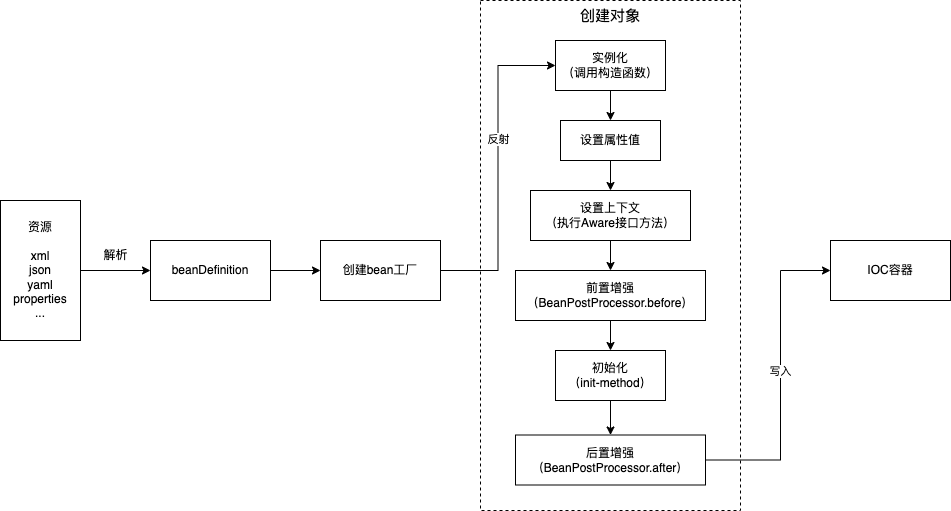 创建对象
实例化
（调用构造函数）
反射
设置属性值
设置上下文
（执行Aware接口方法）
资源
xml
json
yaml
properties
...
解析
beanDefinition
创建bean工厂
前置增强
（BeanPostProcessor.before）
初始化
（init-method）
后置增强
（BeanPostProcessor.after）
写入
IOC容器